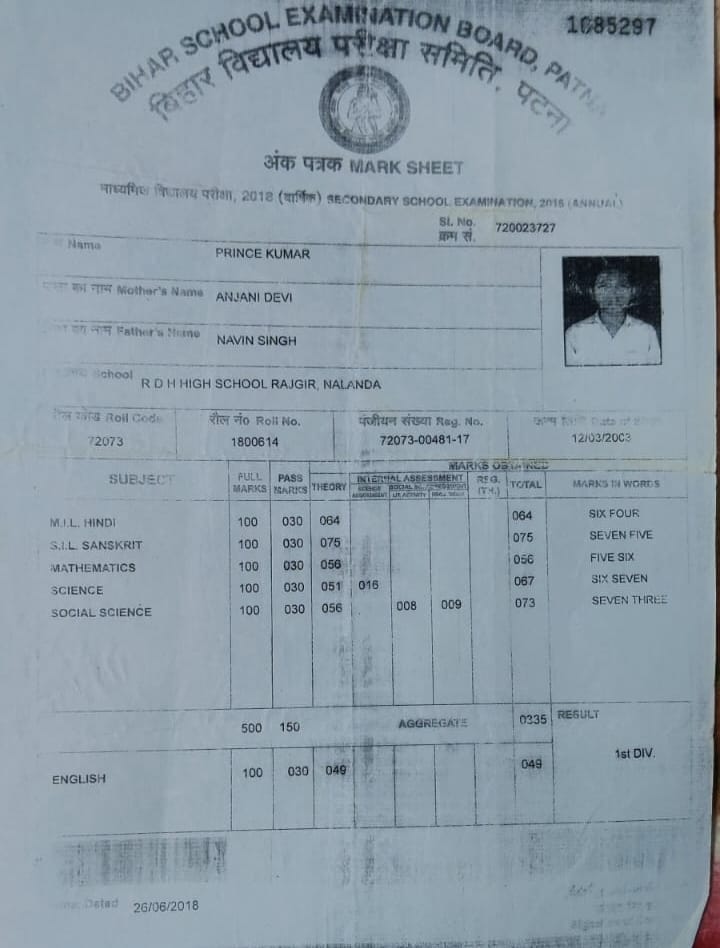 1685297
BIHAR SCHOOL EXAMINATION BOARD, PATNA
बिहार विद्यालय परीक्षा समिति, पटना
अंक पत्रक MARK SHEET
माध्यमिक विद्यालय परीक्षा, 2018 (वार्षिक) SECONDARY SCHOOL EXAMINATION, 2018 (ANNUAL)
Sl. No.
क्रम सं. 720023727
Name PRINCE KUMAR
का नाम Mother's Name ANJANI DEVI
का नाम Father's Name NAVIN SINGH
School R D H HIGH SCHOOL RAJGIR, NALANDA
रौल कोड Roll Code रौल नं० Roll No. पंजीयन संख्या Reg. No. जन्म तिथि Date of Birth
72073 1800614 72073-00481-17 12/03/2003
MARKS OBTAINED
SUBJECT FULL MARKS PASS MARKS THEORY INTERNAL ASSESSMENT REG. (TH.) TOTAL MARKS IN WORDS
M.I.L. HINDI 100 030 064 064 SIX FOUR
S.I.L. SANSKRIT 100 030 075 075 SEVEN FIVE
MATHEMATICS 100 030 056 056 FIVE SIX
SCIENCE 100 030 051 016 067 SIX SEVEN
SOCIAL SCIENCE 100 030 056 008 009 073 SEVEN THREE
500 150 AGGREGATE 0335 RESULT
1st DIV.
ENGLISH 100 030 049 049
Dated 26/06/2018